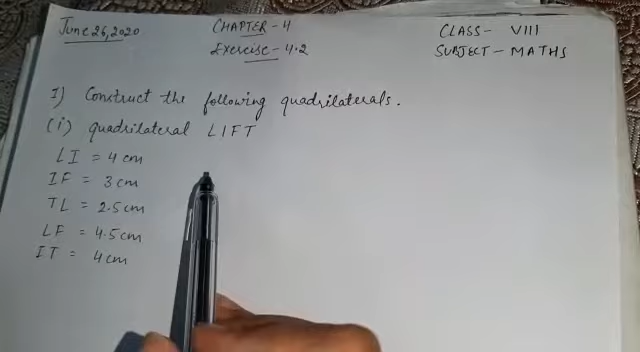 June 26, 2020
CHAPTER - 4
Exercise - 4.2
CLASS - VIII
SUBJECT - MATHS
I) Construct the following quadrilaterals.
(i) quadrilateral LIFT
LI = 4 cm
IF = 3 cm
TL = 2.5 cm
LF = 4.5 cm
IT = 4 cm